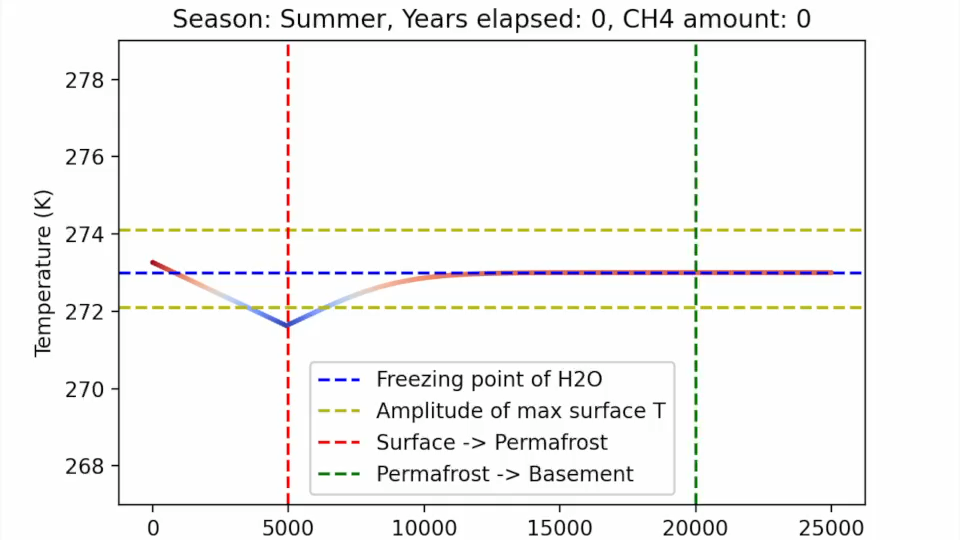 Season: Summer, Years elapsed: 0, CH4 amount: 0
278
276
274
272
270
268
Temperature (K)
Freezing point of H2O
Amplitude of max surface T
Surface -> Permafrost
Permafrost -> Basement
0 5000 10000 15000 20000 25000